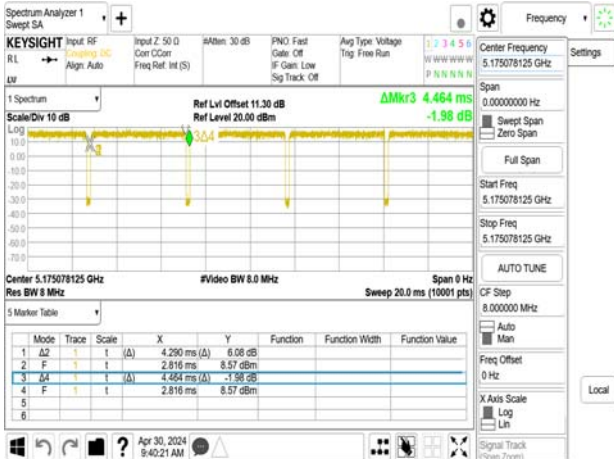 Spectrum Analyzer 1
Swept SA
Frequency
Settings
KEYSIGHT
RL
Input: RF
Coupling: DC
Align: Auto
Input Z: 50 Ω
Corr CCorr
Freq Ref: Int (S)
#Atten: 30 dB
PNO: Fast
Gate: Off
IF Gain: Low
Sig Track: Off
Avg Type: Voltage
Trig: Free Run
1 2 3 4 5 6
W W W W W W
P N N N N N
1 Spectrum
Scale/Div 10 dB
Ref Lvl Offset 11.30 dB
Ref Level 20.00 dBm
ΔMkr3 4.464 ms
-1.98 dB
Log
10.0
0.00
-10.0
-20.0
-30.0
-40.0
-50.0
-60.0
-70.0
3Δ4
Center 5.175078125 GHz
Res BW 8 MHz
#Video BW 8.0 MHz
Span 0 Hz
Sweep 20.0 ms (10001 pts)
5 Marker Table
Mode Trace Scale X Y Function Function Width Function Value
1 Δ2 1 t (Δ) 4.290 ms (Δ) 6.08 dB
2 F 1 t 2.816 ms 8.57 dBm
3 Δ4 1 t (Δ) 4.464 ms (Δ) -1.98 dB
4 F 1 t 2.816 ms 8.57 dBm
5
6
Apr 30, 2024
9:40:21 AM
Center Frequency
5.175078125 GHz
Span
0.00000000 Hz
Swept Span
Zero Span
Full Span
Start Freq
5.175078125 GHz
Stop Freq
5.175078125 GHz
AUTO TUNE
CF Step
8.000000 MHz
Auto
Man
Freq Offset
0 Hz
X Axis Scale
Log
Lin
Signal Track
(Span Zoom)
Local